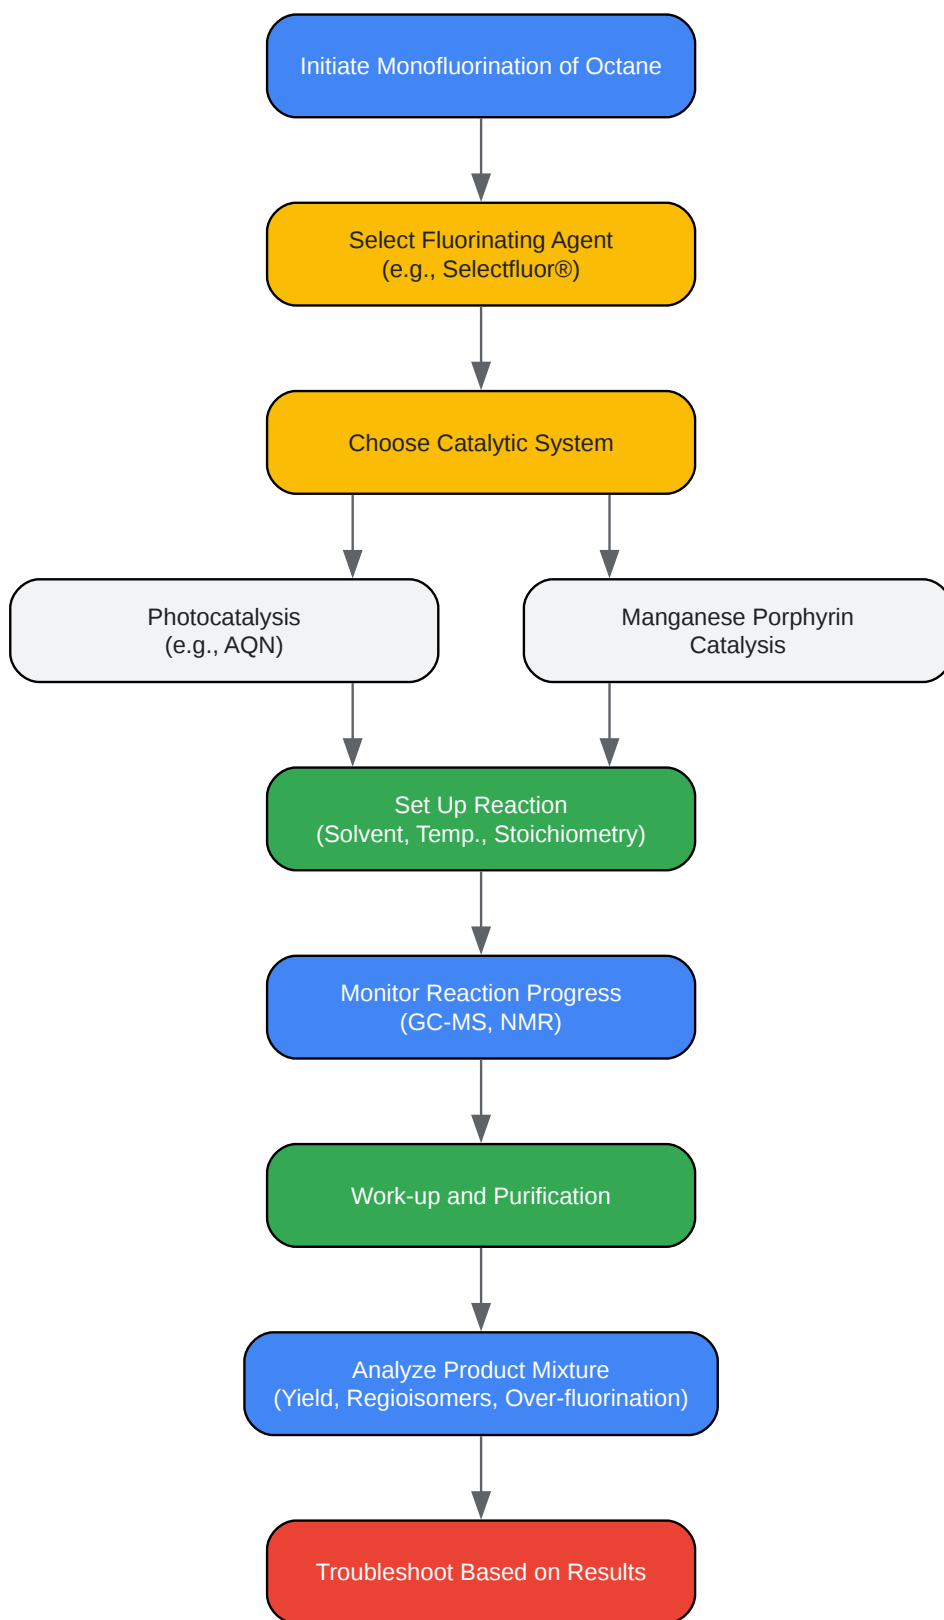 Initiate Monofluorination of Octane
Select Fluorinating Agent
(e.g., Selectfluor®)
Choose Catalytic System
Photocatalysis
(e.g., AQN)
Manganese Porphyrin
Catalysis
Set Up Reaction
(Solvent, Temp., Stoichiometry)
Monitor Reaction Progress
(GC-MS, NMR)
Work-up and Purification
Analyze Product Mixture
(Yield, Regioisomers, Over-fluorination)
Troubleshoot Based on Results